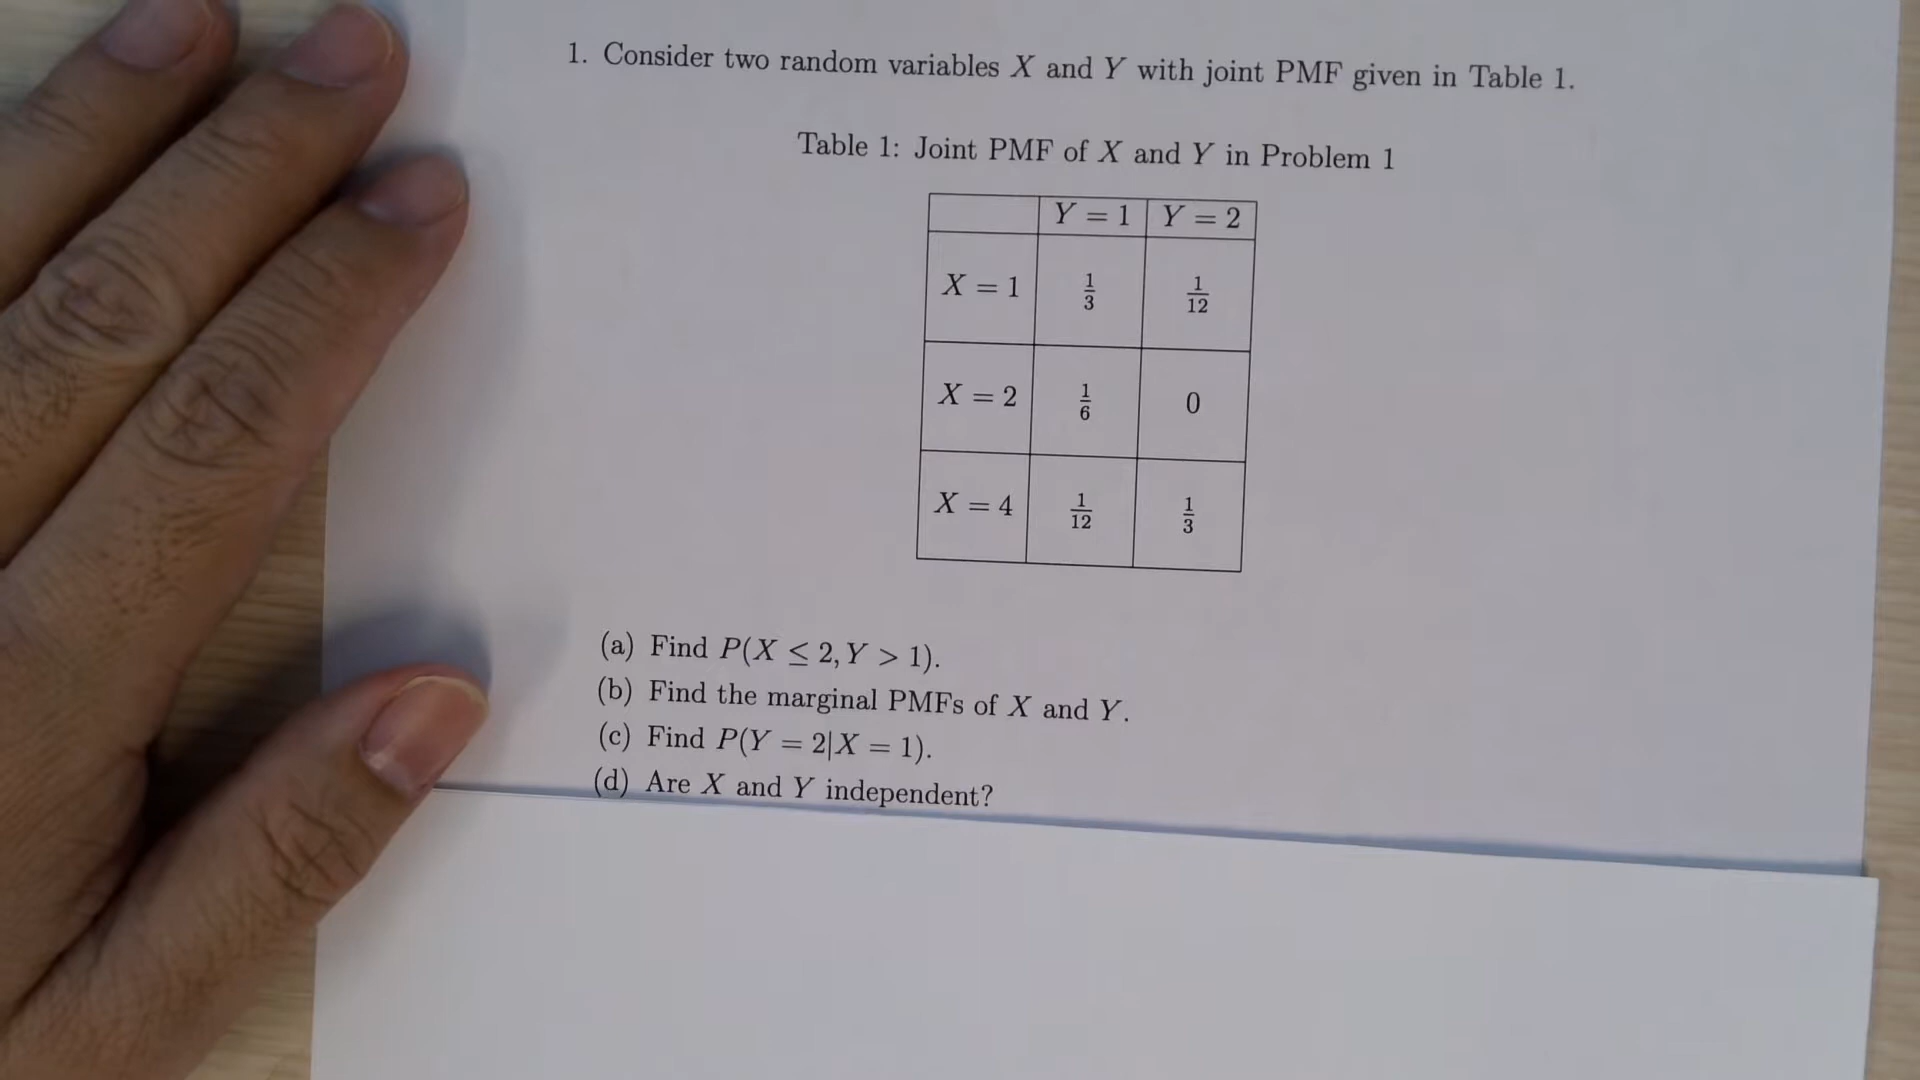 1. Consider two random variables X and Y with joint PMF given in Table 1.
Table 1: Joint PMF of X and Y in Problem 1
Y = 1 Y = 2
X = 1 1/3 1/12
X = 2 1/6 0
X = 4 1/12 1/3
(a) Find P(X ≤ 2, Y > 1).
(b) Find the marginal PMFs of X and Y.
(c) Find P(Y = 2|X = 1).
(d) Are X and Y independent?